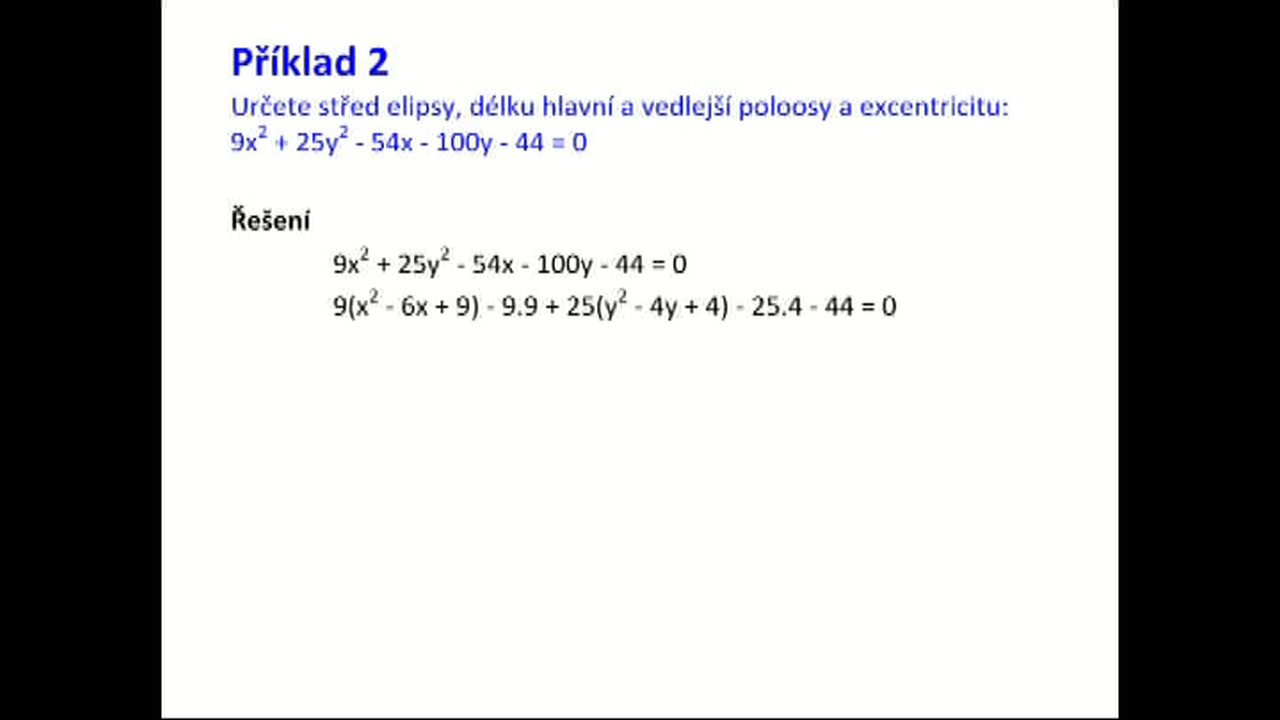 Příklad 2
Určete střed elipsy, délku hlavní a vedlejší poloosy a excentricitu:
9x² + 25y² - 54x - 100y - 44 = 0
Řešení
9x² + 25y² - 54x - 100y - 44 = 0
9(x² - 6x + 9) - 9.9 + 25(y² - 4y + 4) - 25.4 - 44 = 0